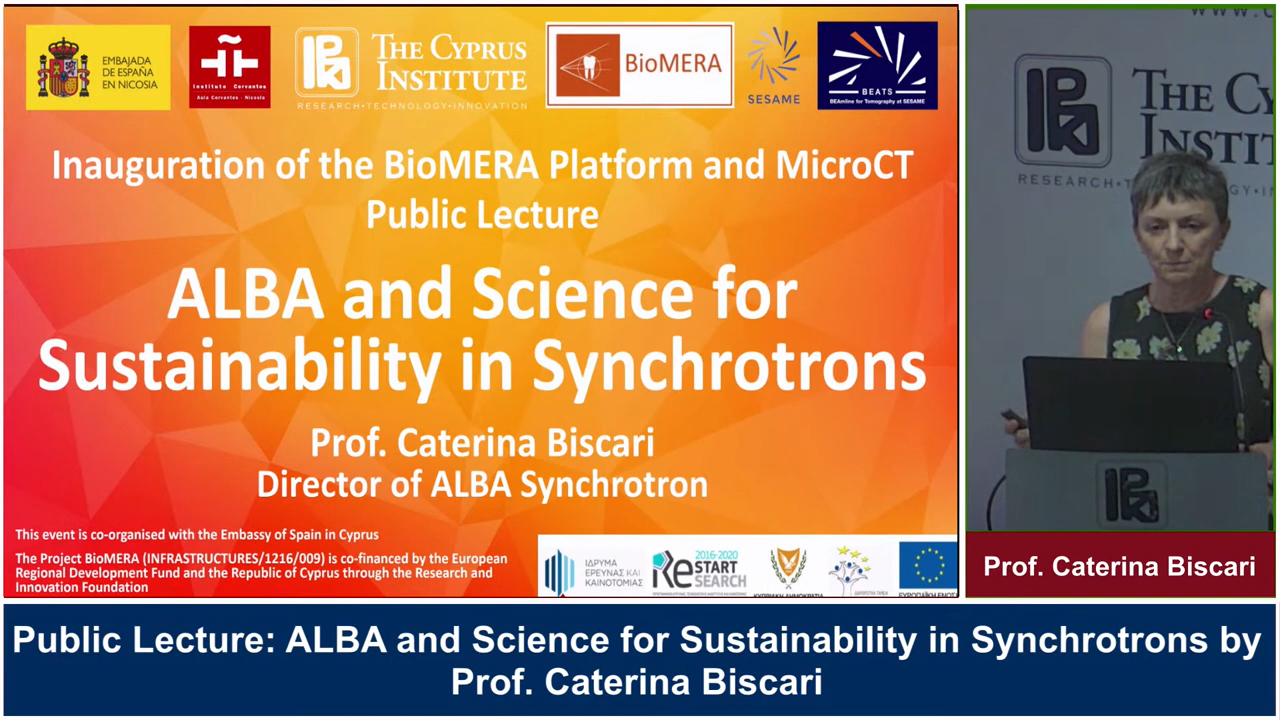 EMBAJADA
DE ESPAÑA
EN NICOSIA
Instituto Cervantes
Aula Cervantes - Nicosia
THE CYPRUS
INSTITUTE
RESEARCH•TECHNOLOGY•INNOVATION
BioMERA
SESAME
BEATS
BEAmline for Tomography at SESAME
Inauguration of the BioMERA Platform and MicroCT
Public Lecture
ALBA and Science for
Sustainability in Synchrotrons
Prof. Caterina Biscari
Director of ALBA Synchrotron
This event is co-organised with the Embassy of Spain in Cyprus
The Project BioMERA (INFRASTRUCTURES/1216/009) is co-financed by the European
Regional Development Fund and the Republic of Cyprus through the Research and
Innovation Foundation
ΙΔΡΥΜΑ
ΕΡΕΥΝΑΣ ΚΑΙ
ΚΑΙΝΟΤΟΜΙΑΣ
2016-2020
RESTART
SEARCH
www.c
THE CY
INSTIT
RESEARCH•T
GY•I
Prof. Caterina Biscari
Public Lecture: ALBA and Science for Sustainability in Synchrotrons by
Prof. Caterina Biscari